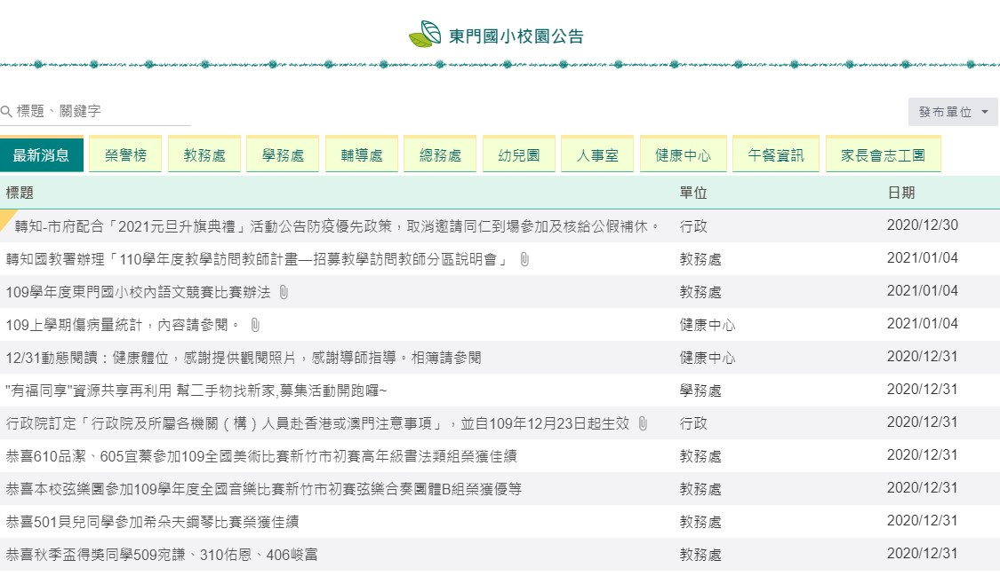 東門國小校園公告
標題、關鍵字
發布單位
最新消息 榮譽榜 教務處 學務處 輔導處 總務處 幼兒園 人事室 健康中心 午餐資訊 家長會志工團
標題 單位 日期
轉知-市府配合「2021元旦升旗典禮」活動公告防疫優先政策，取消邀請同仁到場參加及核給公假補休。 行政 2020/12/30
轉知國教署辦理「110學年度教學訪問教師計畫—招募教學訪問教師分區說明會」 教務處 2021/01/04
109學年度東門國小校內語文競賽比賽辦法 教務處 2021/01/04
109上學期傷病量統計，內容請參閱。 健康中心 2021/01/04
12/31動態閱讀：健康體位，感謝提供觀閱照片，感謝導師指導。相簿請參閱 健康中心 2020/12/31
"有福同享"資源共享再利用 幫二手物找新家,募集活動開跑囉~ 學務處 2020/12/31
行政院訂定「行政院及所屬各機關（構）人員赴香港或澳門注意事項」，並自109年12月23日起生效 行政 2020/12/31
恭喜610品潔、605宜蓁參加109全國美術比賽新竹市初賽高年級書法類組榮獲佳績 教務處 2020/12/31
恭喜本校弦樂團參加109學年度全國音樂比賽新竹市初賽弦樂合奏團體B組榮獲優等 教務處 2020/12/31
恭喜501貝兒同學參加希朵夫鋼琴比賽榮獲佳績 教務處 2020/12/31
恭喜秋季盃得獎同學509宛謙、310佑恩、406峻富 教務處 2020/12/31